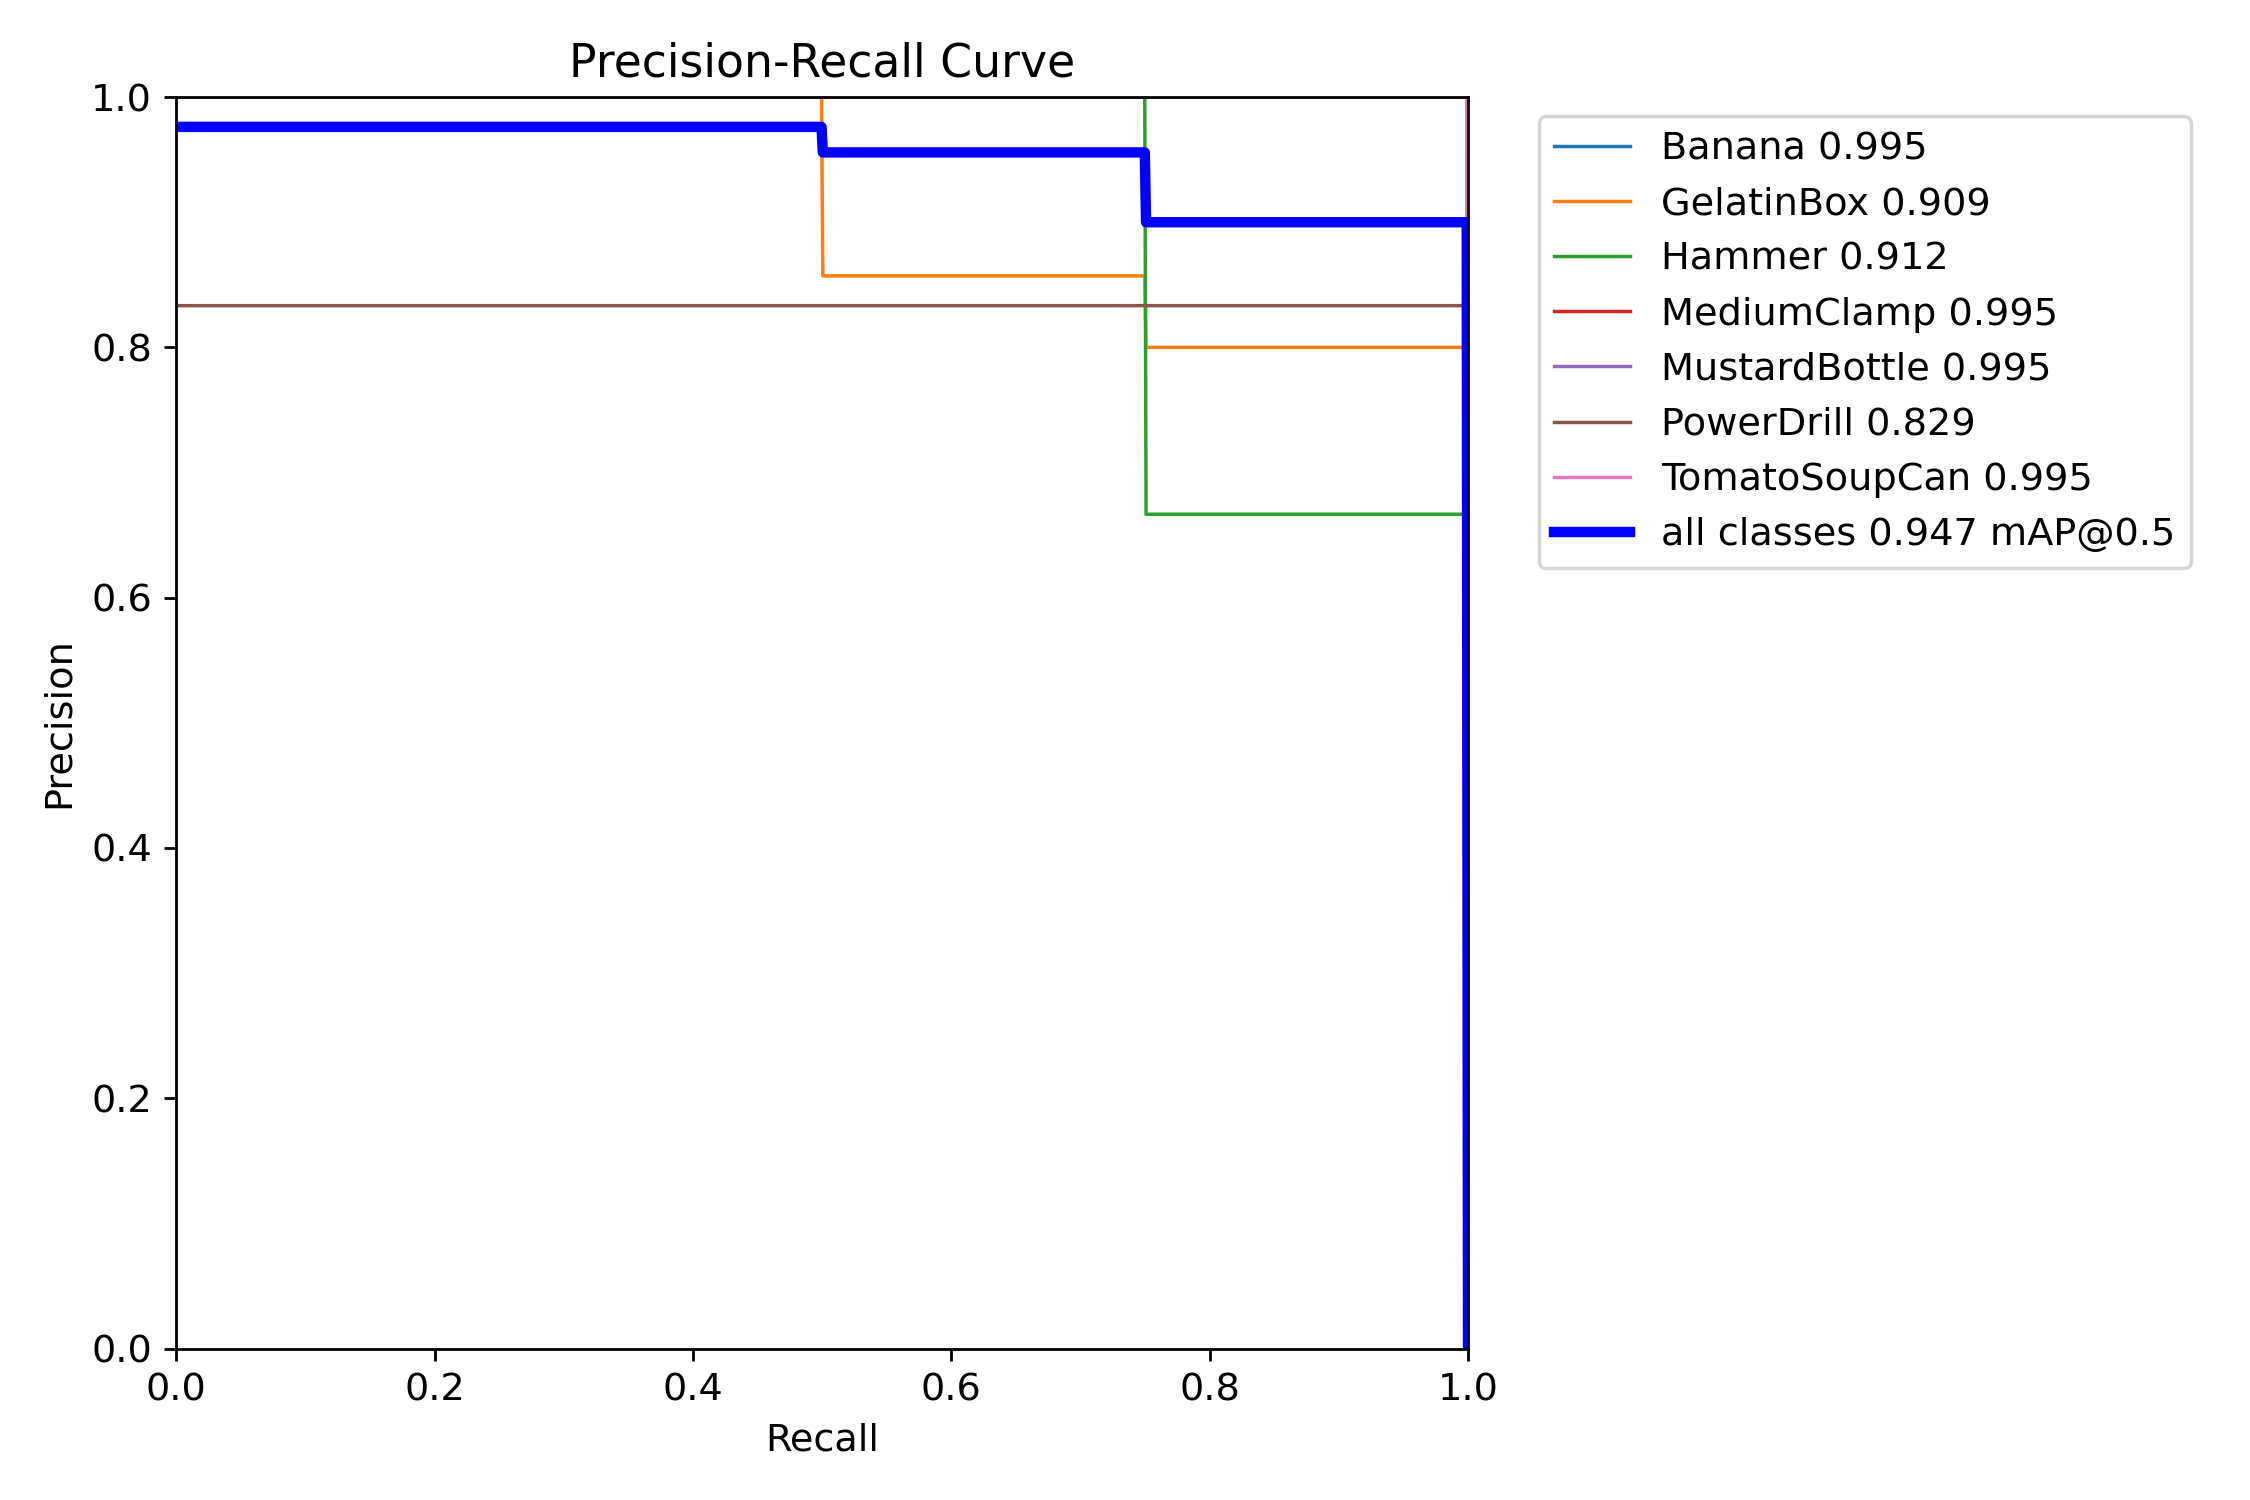 Precision-Recall Curve
1.0
0.8
0.6
0.4
0.2
0.0
Precision
0.0 0.2 0.4 0.6 0.8 1.0
Recall
Banana 0.995
GelatinBox 0.909
Hammer 0.912
MediumClamp 0.995
MustardBottle 0.995
PowerDrill 0.829
TomatoSoupCan 0.995
all classes 0.947 mAP@0.5